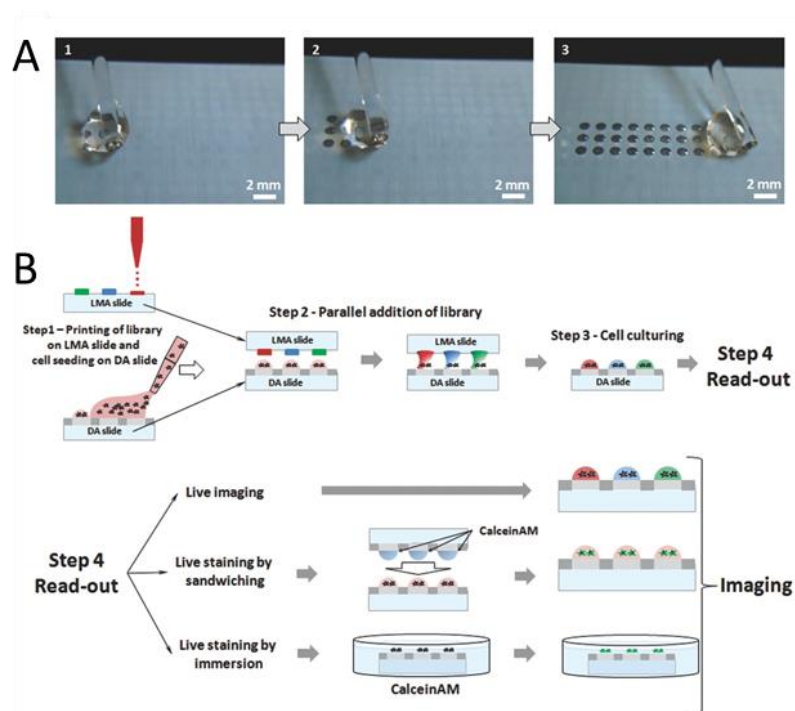 A
1
2
3
2 mm
2 mm
2 mm
B
LMA slide
Step1 – Printing of library
on LMA slide and
cell seeding on DA slide
DA slide
Step 2 - Parallel addition of library
LMA slide
DA slide
LMA slide
DA slide
Step 3 - Cell culturing
DA slide
Step 4
Read-out
Step 4
Read-out
Live imaging
Live staining by
sandwiching
CalceinAM
Live staining by
immersion
CalceinAM
Imaging